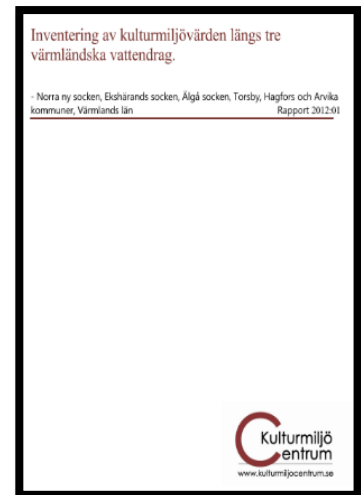 Inventering av kulturmiljövärden längs tre
värmländska vattendrag.
- Norra ny socken, Ekshärands socken, Älgå socken, Torsby, Hagfors och Arvika
kommuner, Värmlands län Rapport 2012:01
Kulturmiljö
Centrum
www.kulturmiljocentrum.se